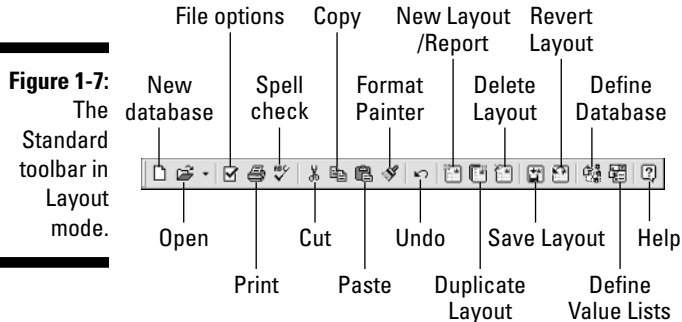 File options Copy New Layout Revert
/Report Layout
Figure 1-7:
The
Standard
toolbar in
Layout
mode.
New
database
Spell
check
Format
Painter
Delete
Layout
Define
Database
ABC
Open
Cut
Undo
Save Layout
Help
Print
Paste
Duplicate
Layout
Define
Value Lists